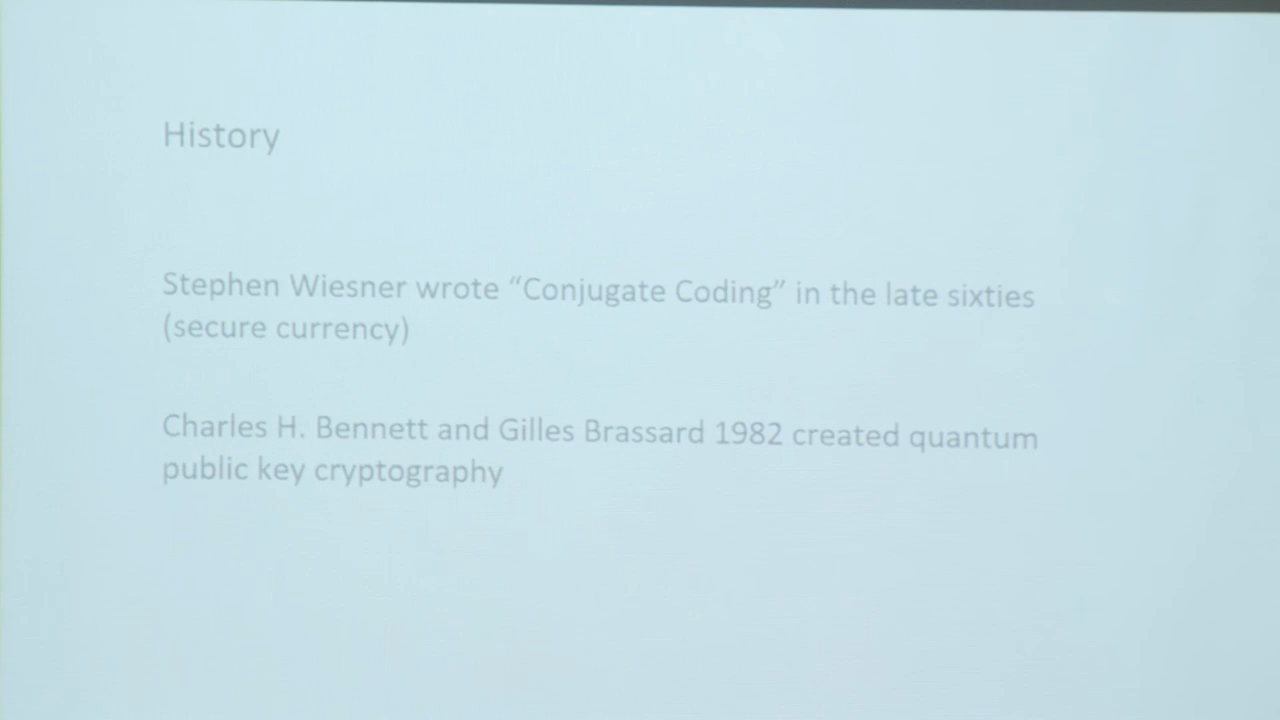 History
Stephen Wiesner wrote “Conjugate Coding” in the late sixties
(secure currency)
Charles H. Bennett and Gilles Brassard 1982 created quantum
public key cryptography